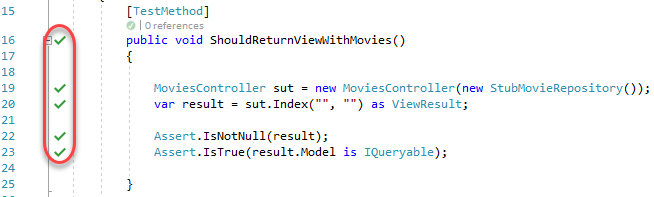 15 [TestMethod]
| 0 references
16 public void ShouldReturnViewWithMovies()
17 {
18
19 MoviesController sut = new MoviesController(new StubMovieRepository());
20 var result = sut.Index("", "") as ViewResult;
21
22 Assert.IsNotNull(result);
23 Assert.IsTrue(result.Model is IQueryable);
24
25 }